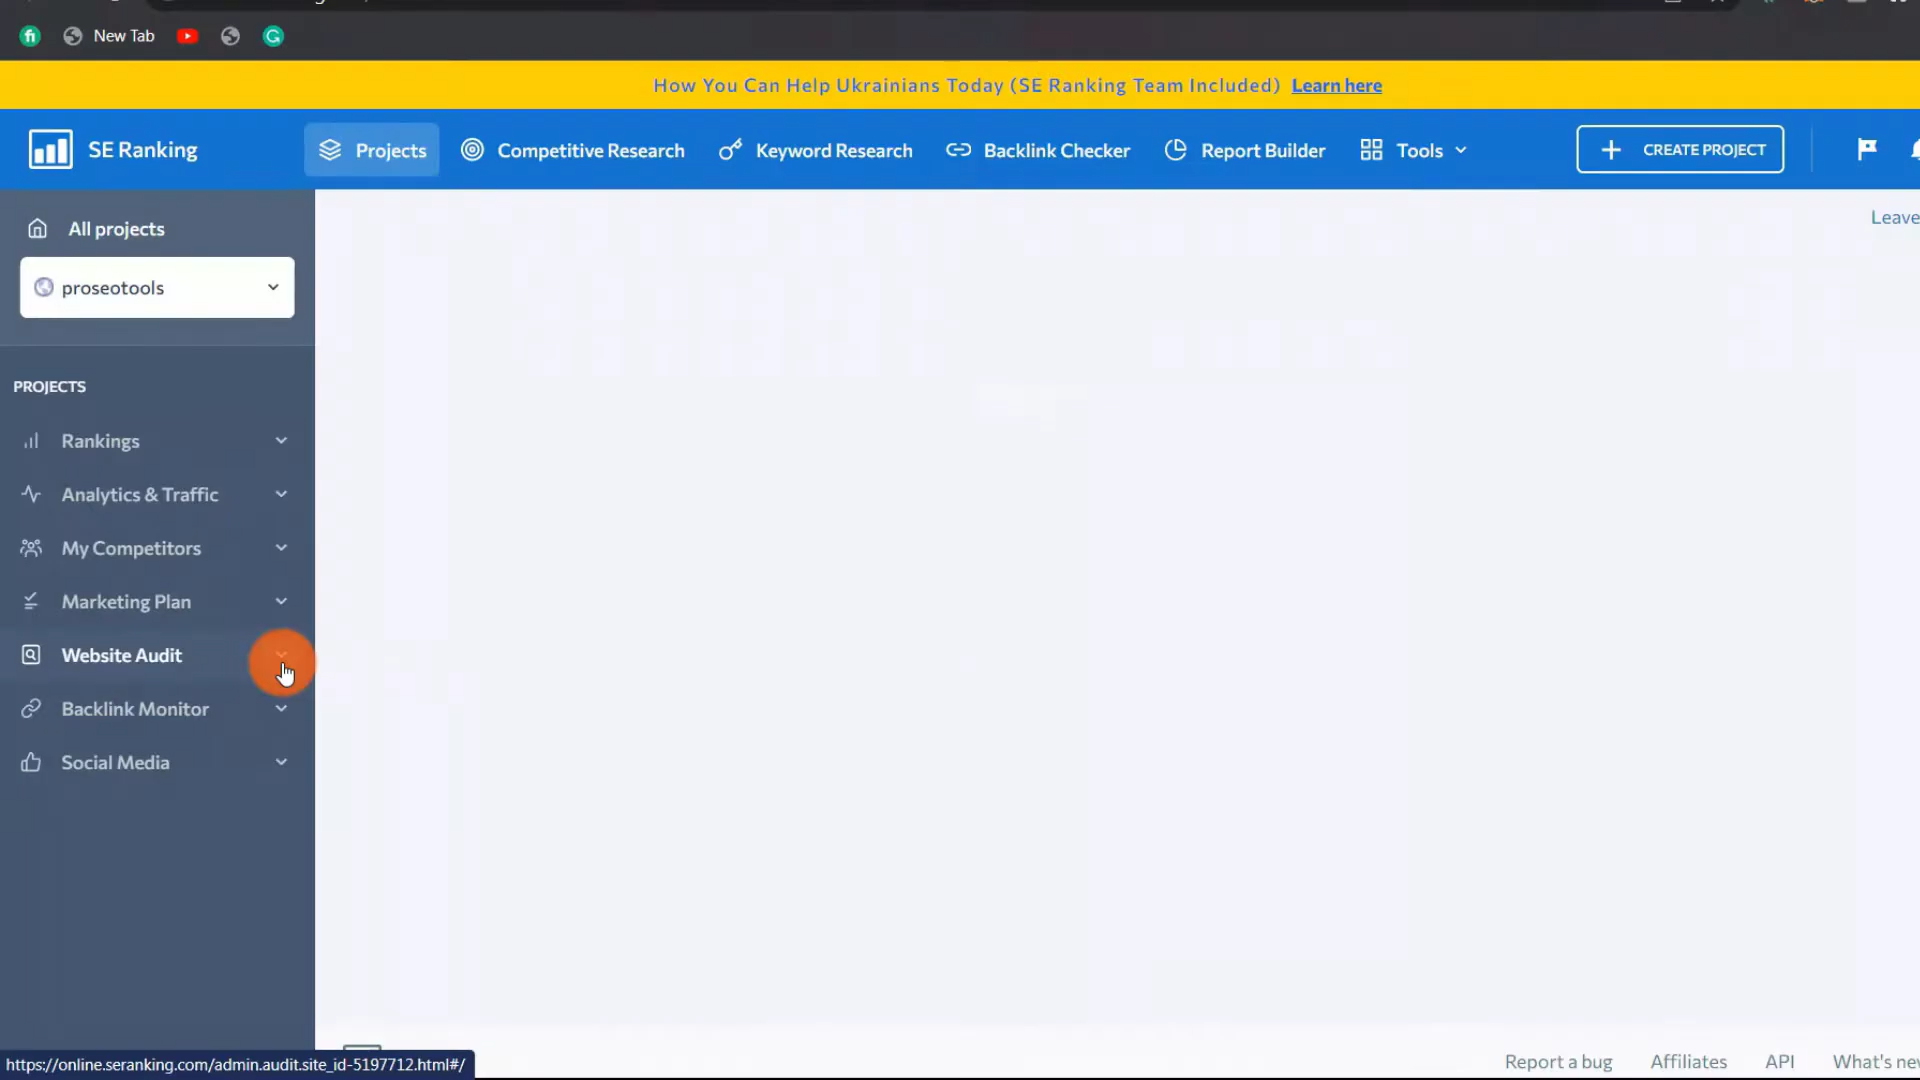 New Tab
How You Can Help Ukrainians Today (SE Ranking Team Included) Learn here
SE Ranking
Projects
Competitive Research
Keyword Research
Backlink Checker
Report Builder
Tools
CREATE PROJECT
All projects
Leave
proseotools
PROJECTS
Rankings
Analytics & Traffic
My Competitors
Marketing Plan
Website Audit
Backlink Monitor
Social Media
https://online.seranking.com/admin.audit.site_id-5197712.html#/
Report a bug
Affiliates
API
What's new